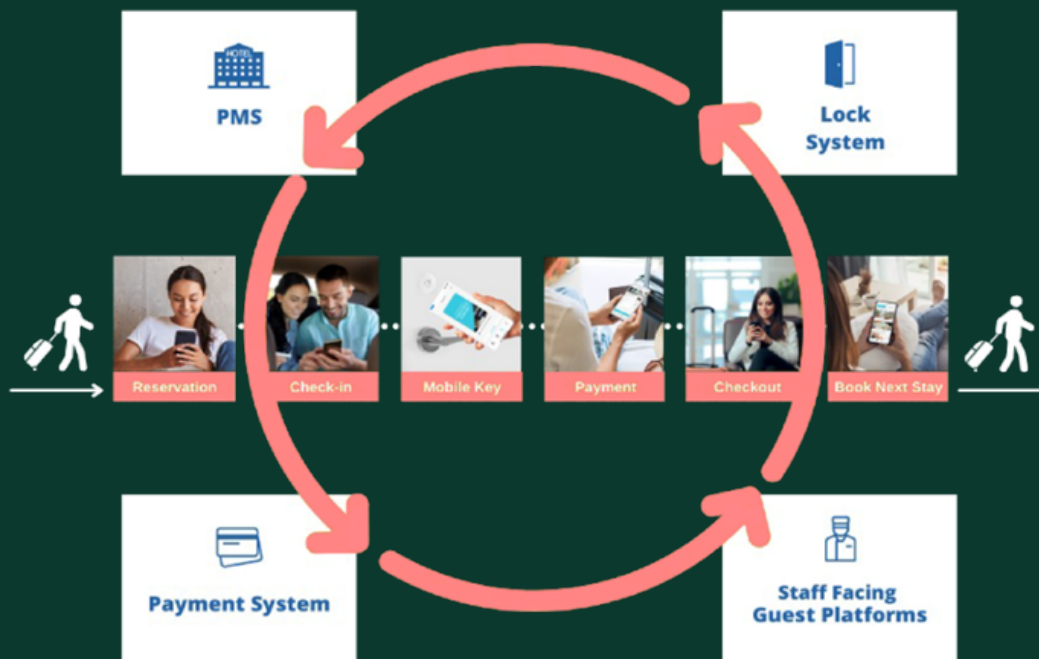 HOTEL
PMS
Lock
System
Reservation
Check-in
Mobile Key
Payment
Checkout
Book Next Stay
Payment System
Staff Facing
Guest Platforms